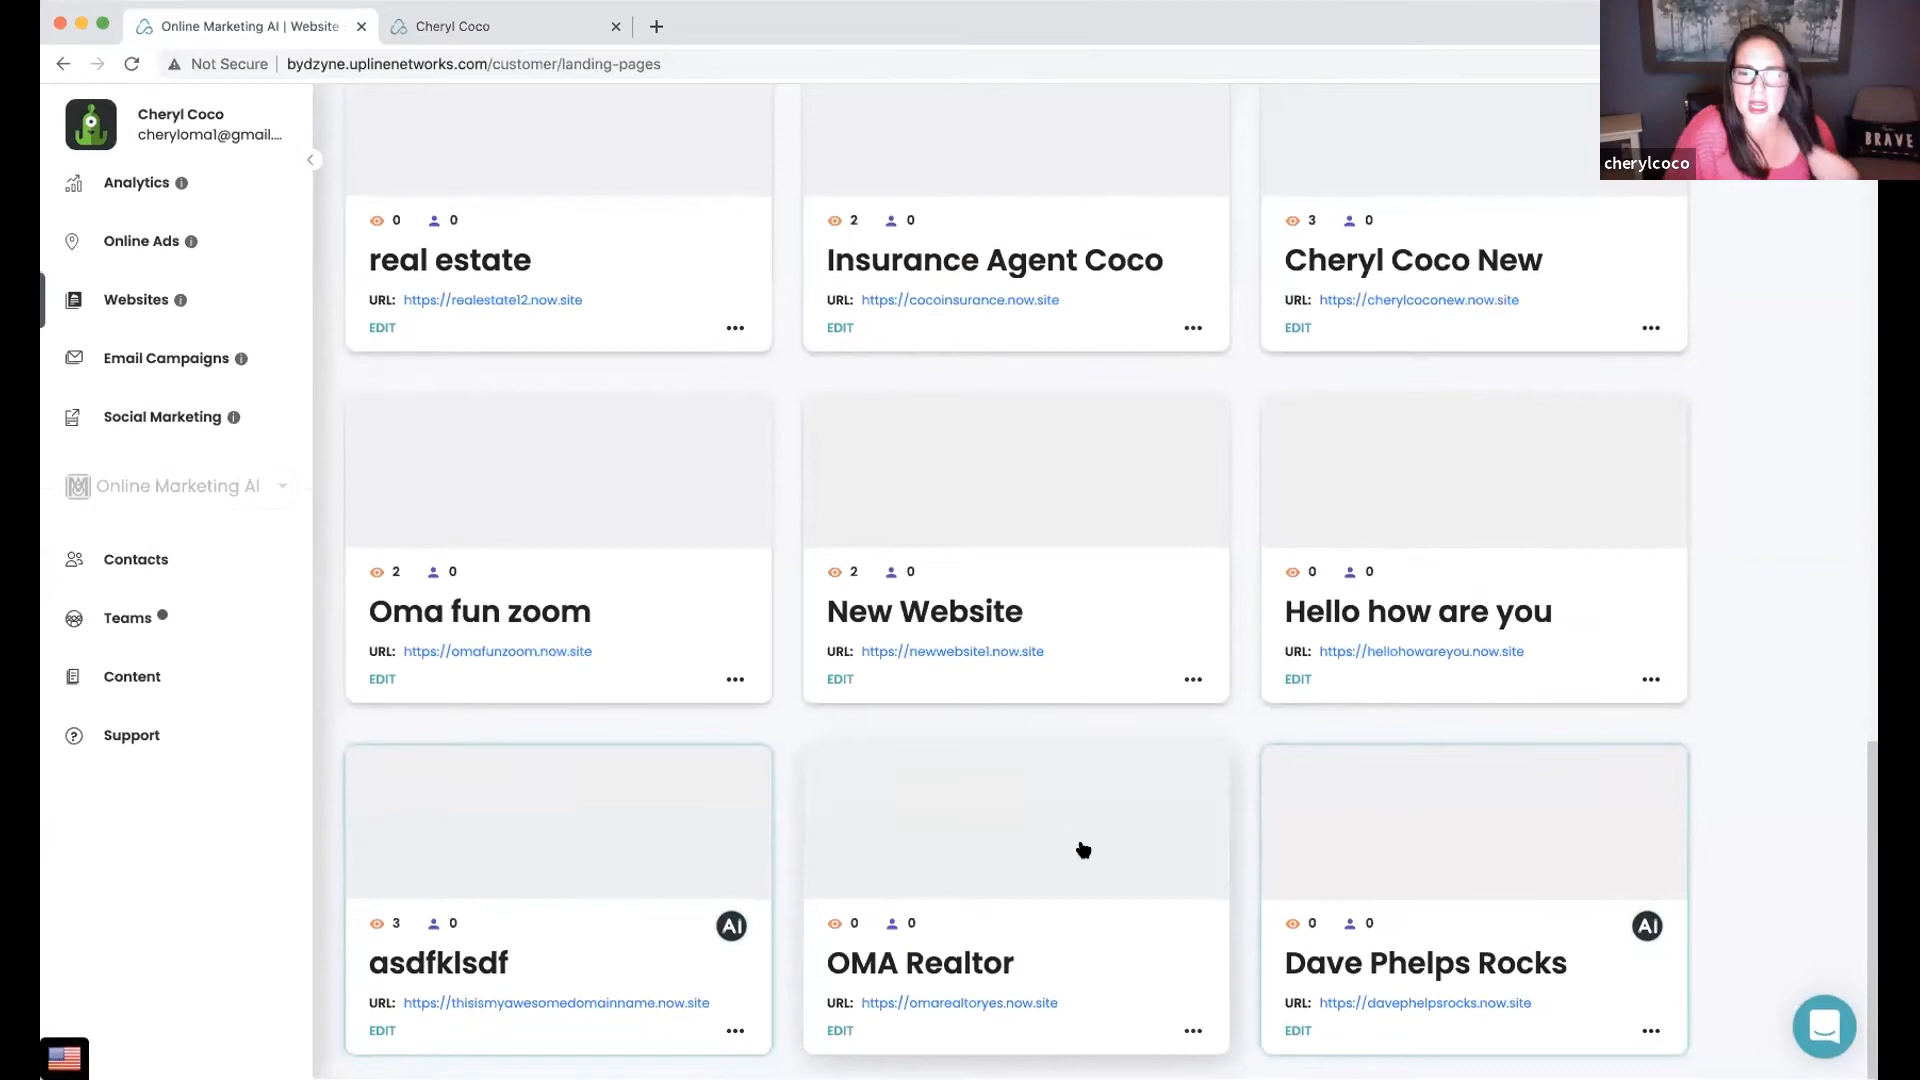 Online Marketing AI | Website
Cheryl Coco
Not Secure
bydzyne.uplinenetworks.com/customer/landing-pages
cherylcoco
BRAVE
Cheryl Coco
cheryloma1@gmail....
Analytics
Online Ads
Websites
Email Campaigns
Social Marketing
Online Marketing AI
Contacts
Teams
Content
Support
0 0
real estate
URL: https://realestate12.now.site
EDIT
2 0
Insurance Agent Coco
URL: https://cocoinsurance.now.site
EDIT
3 0
Cheryl Coco New
URL: https://cherylcoconew.now.site
EDIT
2 0
Oma fun zoom
URL: https://omafunzoom.now.site
EDIT
2 0
New Website
URL: https://newwebsite1.now.site
EDIT
0 0
Hello how are you
URL: https://hellohowareyou.now.site
EDIT
3 0 AI
asdfklsdf
URL: https://thisismyawesomedomainname.now.site
EDIT
0 0
OMA Realtor
URL: https://omarealtoryes.now.site
EDIT
0 0 AI
Dave Phelps Rocks
URL: https://davephelpsrocks.now.site
EDIT